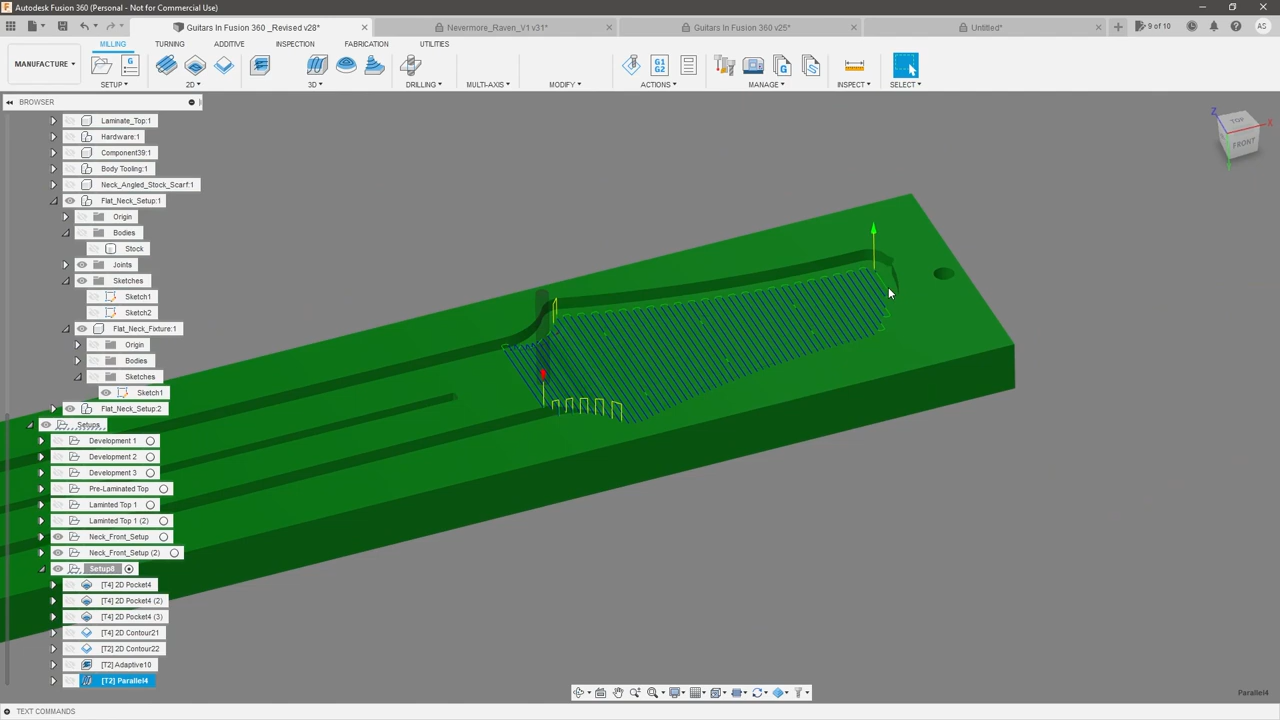 Autodesk Fusion 360 (Personal - Not for Commercial Use)
Guitars In Fusion 360 _Revised v28*
Nevermore_Raven_V1 v31*
Guitars In Fusion 360 v25*
Untitled*
9 of 10
AS
MILLING
TURNING
ADDITIVE
INSPECTION
FABRICATION
UTILITIES
MANUFACTURE
G
G1
G2
SETUP
2D
3D
DRILLING
MULTI-AXIS
MODIFY
ACTIONS
MANAGE
INSPECT
SELECT
BROWSER
Laminate_Top:1
Hardware:1
Component39:1
Body Tooling:1
Neck_Angled_Stock_Scarf:1
Flat_Neck_Setup:1
Origin
Bodies
Stock
Joints
Sketches
Sketch1
Sketch2
Flat_Neck_Fixture:1
Origin
Bodies
Sketches
Sketch1
Flat_Neck_Setup:2
Setups
Development 1
Development 2
Development 3
Pre-Laminated Top
Laminted Top 1
Laminted Top 1 (2)
Neck_Front_Setup
Neck_Front_Setup (2)
Setup8
[T4] 2D Pocket4
[T4] 2D Pocket4 (2)
[T4] 2D Pocket4 (3)
[T4] 2D Contour21
[T2] 2D Contour22
[T2] Adaptive10
[T2] Parallel4
Z
TOP
X
FRONT
Parallel4
TEXT COMMANDS